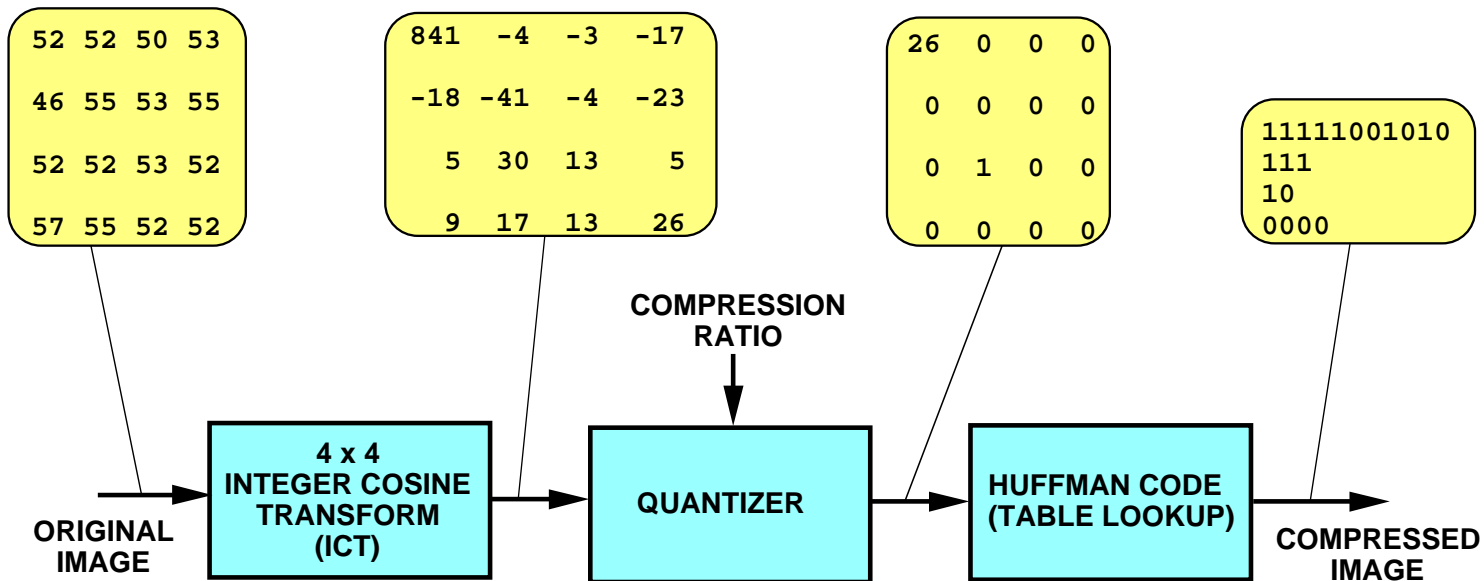 52 52 50 53
46 55 53 55
52 52 53 52
57 55 52 52
841 -4 -3 -17
-18 -41 -4 -23
5 30 13 5
9 17 13 26
26 0 0 0
0 0 0 0
0 1 0 0
0 0 0 0
11111001010
111
10
0000
COMPRESSION
RATIO
ORIGINAL
IMAGE
4 x 4
INTEGER COSINE
TRANSFORM
(ICT)
QUANTIZER
HUFFMAN CODE
(TABLE LOOKUP)
COMPRESSED
IMAGE